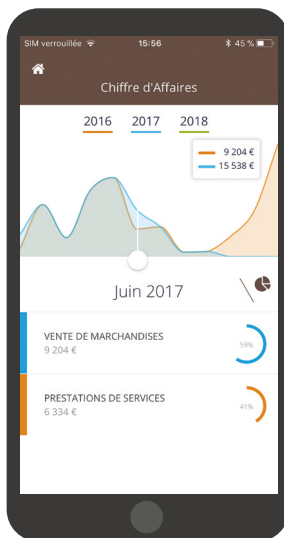 SIM verrouillée 15:56 45 %
Chiffre d'Affaires
2016 2017 2018
9 204 €
15 538 €
Juin 2017
VENTE DE MARCHANDISES
9 204 €
59%
PRESTATIONS DE SERVICES
6 334 €
41%